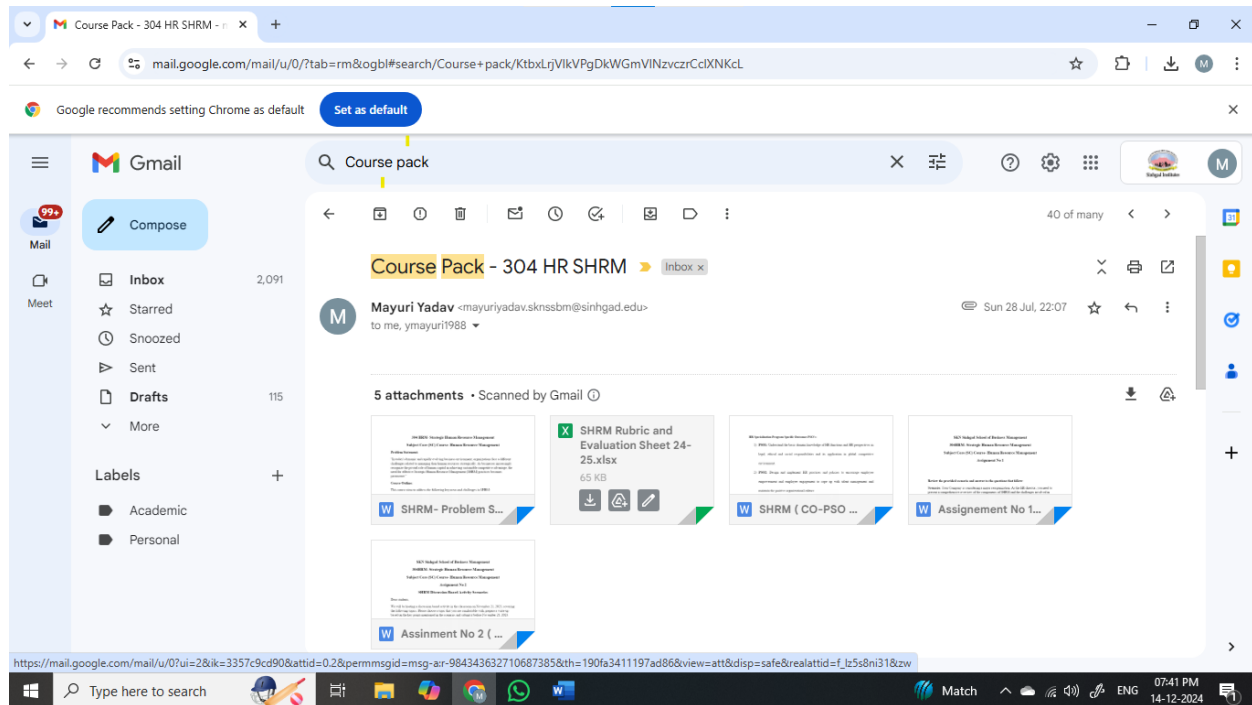 Course Pack - 304 HR SHRM -
mail.google.com/mail/u/0/?tab=rm&ogbl#search/Course+pack/KtbxLrjVlkVPgDkWGmVlNzvczrCclXNKcL
M
Google recommends setting Chrome as default
Set as default
Gmail
Course pack
M
99+
Mail
Meet
Compose
Inbox 2,091
Starred
Snoozed
Sent
Drafts 115
More
Labels
Academic
Personal
40 of many
31
Course Pack - 304 HR SHRM
Inbox x
M
Mayuri Yadav <mayuriyadav.sknssbm@sinhgad.edu>
Sun 28 Jul, 22:07
to me, ymayuri1988
5 attachments • Scanned by Gmail
W SHRM- Problem S...
X SHRM Rubric and
Evaluation Sheet 24-
25.xlsx
65 KB
W SHRM ( CO-PSO ...
W Assignement No 1...
W Assinment No 2 ( ...
https://mail.google.com/mail/u/0?ui=2&ik=3357c9cd90&attid=0.2&permmsgid=msg-a:r-984343632710687385&th=190fa3411197ad86&view=att&disp=safe&realattid=f_lz5s8ni31&zw
Type here to search
Match
ENG
07:41 PM
14-12-2024
1